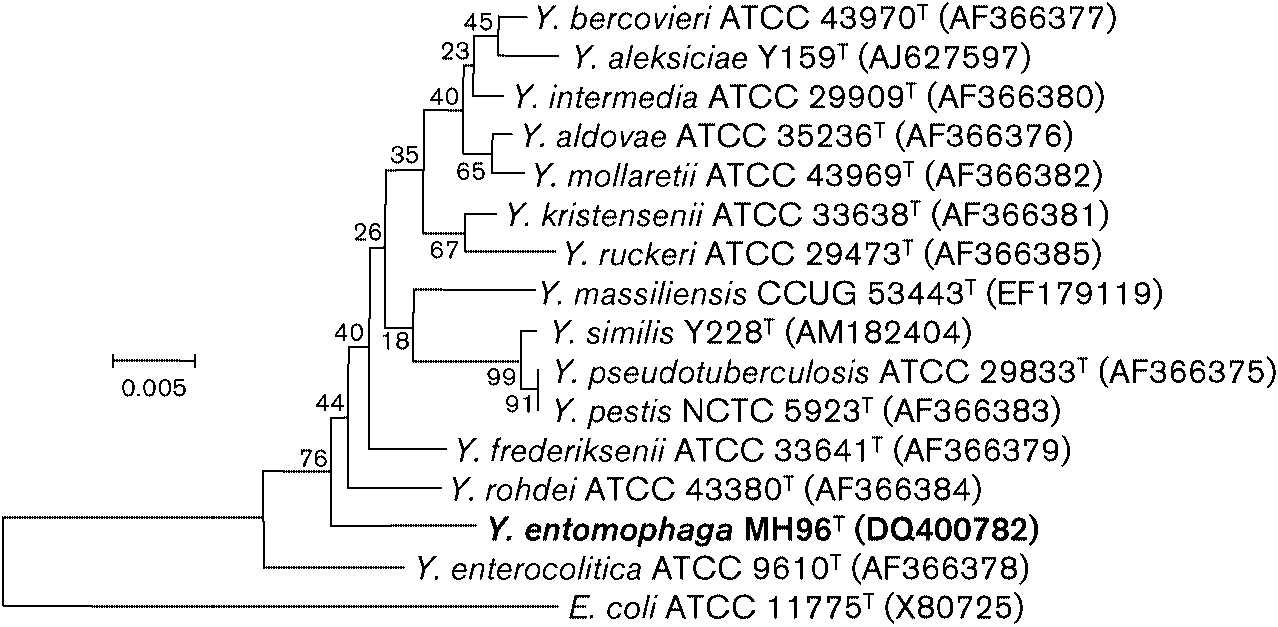 45
Y. bercovieri ATCC 43970T (AF366377)
23
Y. aleksiciae Y159T (AJ627597)
40
Y. intermedia ATCC 29909T (AF366380)
Y. aldovae ATCC 35236T (AF366376)
35
65
Y. mollaretii ATCC 43969T (AF366382)
Y. kristensenii ATCC 33638T (AF366381)
26
67
Y. ruckeri ATCC 29473T (AF366385)
Y. massiliensis CCUG 53443T (EF179119)
40
18
Y. similis Y228T (AM182404)
0.005
99
Y. pseudotuberculosis ATCC 29833T (AF366375)
44
91
Y. pestis NCTC 5923T (AF366383)
76
Y. frederiksenii ATCC 33641T (AF366379)
Y. rohdei ATCC 43380T (AF366384)
Y. entomophaga MH96T (DQ400782)
Y. enterocolitica ATCC 9610T (AF366378)
E. coli ATCC 11775T (X80725)